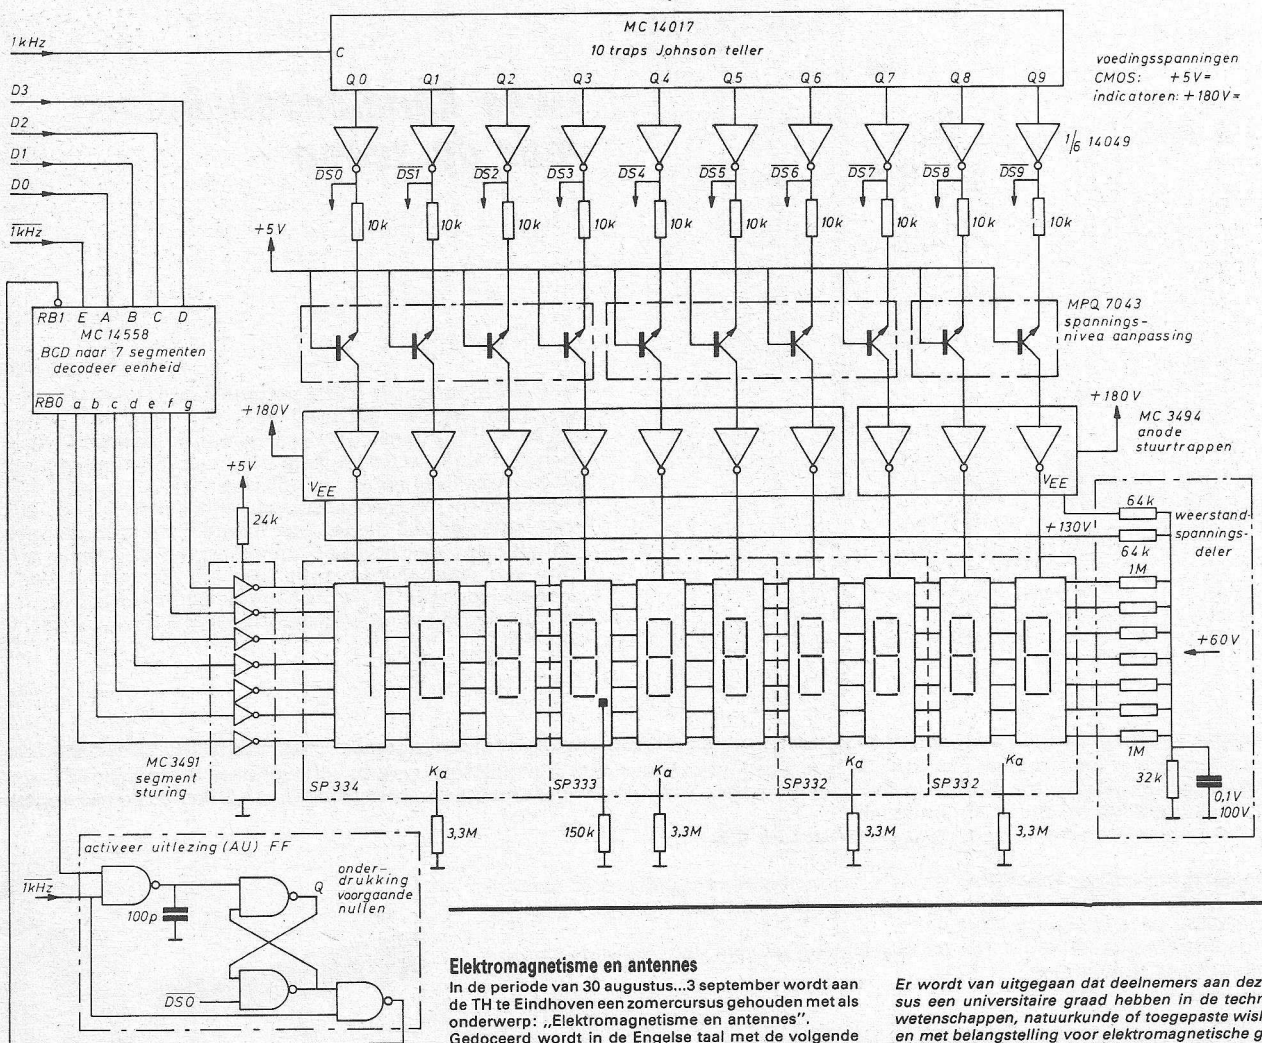 MC 14017
10 traps Johnson teller
1kHz
C
Q0 Q1 Q2 Q3 Q4 Q5 Q6 Q7 Q8 Q9
voedingsspanningen
CMOS: +5V=
indicatoren: +180V=
D3
D2
D1
D0
1kHz
1/6 14049
DS0 DS1 DS2 DS3 DS4 DS5 DS6 DS7 DS8 DS9
10k 10k 10k 10k 10k 10k 10k 10k 10k 10k
+5V
RB1 E A B C D
MC 14558
BCD naar 7 segmenten
decodeer eenheid
RB0 a b c d e f g
MPQ 7043
spannings-
nivea aanpassing
+180V
+180V
MC 3494
anode
stuurtrappen
VEE
VEE
+5V
24k
+130V
64k
64k
weerstand-
spannings-
deler
1M
+60V
1M
32k
0,1V
100V
MC3491
segment
sturing
SP 334
SP333
SP332
SP332
Ka
Ka
Ka
Ka
3,3M
150k
3,3M
3,3M
3,3M
activeer uitlezing (AU) FF
1kHz
100p
Q
onder-
drukking
voorgaande
nullen
DS0
Elektromagnetisme en antennes
In de periode van 30 augustus...3 september wordt aan
de TH te Eindhoven een zomercursus gehouden met als
onderwerp: „Elektromagnetisme en antennes”.
Gedoceerd wordt in de Engelse taal met de volgende
Er wordt van uitgegaan dat deelnemers aan dez
sus een universitaire graad hebben in de techn
wetenschappen, natuurkunde of toegepaste wisk
en met belangstelling voor elektromagnetische g